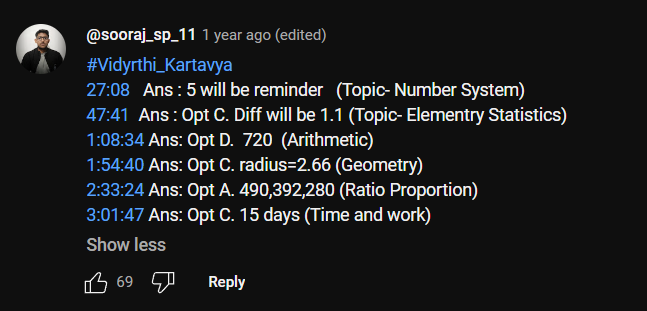 @sooraj_sp_11 1 year ago (edited)
#Vidyrthi_Kartavya
27:08 Ans : 5 will be reminder (Topic- Number System)
47:41 Ans : Opt C. Diff will be 1.1 (Topic- Elementry Statistics)
1:08:34 Ans: Opt D. 720 (Arithmetic)
1:54:40 Ans: Opt C. radius=2.66 (Geometry)
2:33:24 Ans: Opt A. 490,392,280 (Ratio Proportion)
3:01:47 Ans: Opt C. 15 days (Time and work)
Show less
69 Reply